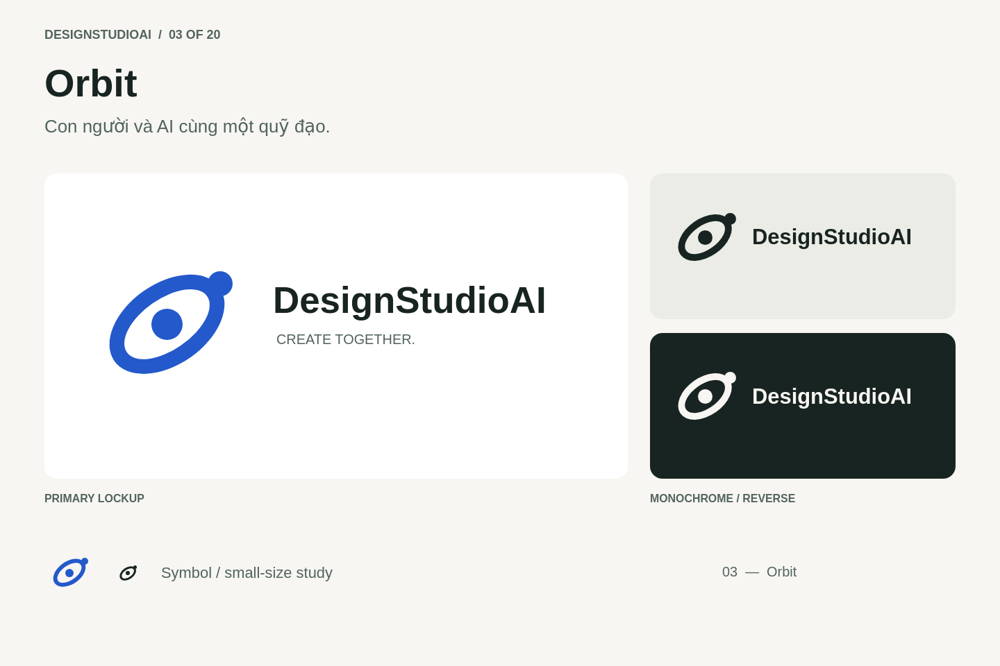 DESIGNSTUDIOAI / 03 OF 20
Orbit
Con người và AI cùng một quỹ đạo.
DesignStudioAI
CREATE TOGETHER.
DesignStudioAI
DesignStudioAI
PRIMARY LOCKUP
MONOCHROME / REVERSE
Symbol / small-size study
03 — Orbit